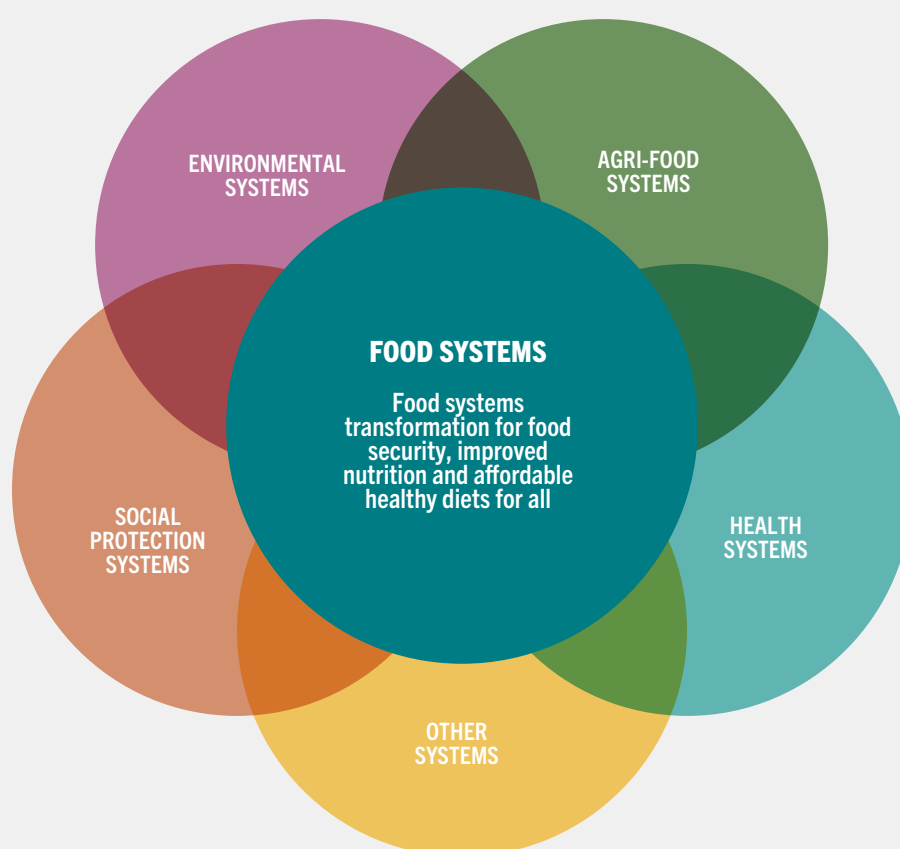 ENVIRONMENTAL
SYSTEMS
AGRI-FOOD
SYSTEMS
FOOD SYSTEMS
Food systems
transformation for food
security, improved
nutrition and affordable
healthy diets for all
SOCIAL
PROTECTION
SYSTEMS
HEALTH
SYSTEMS
OTHER
SYSTEMS